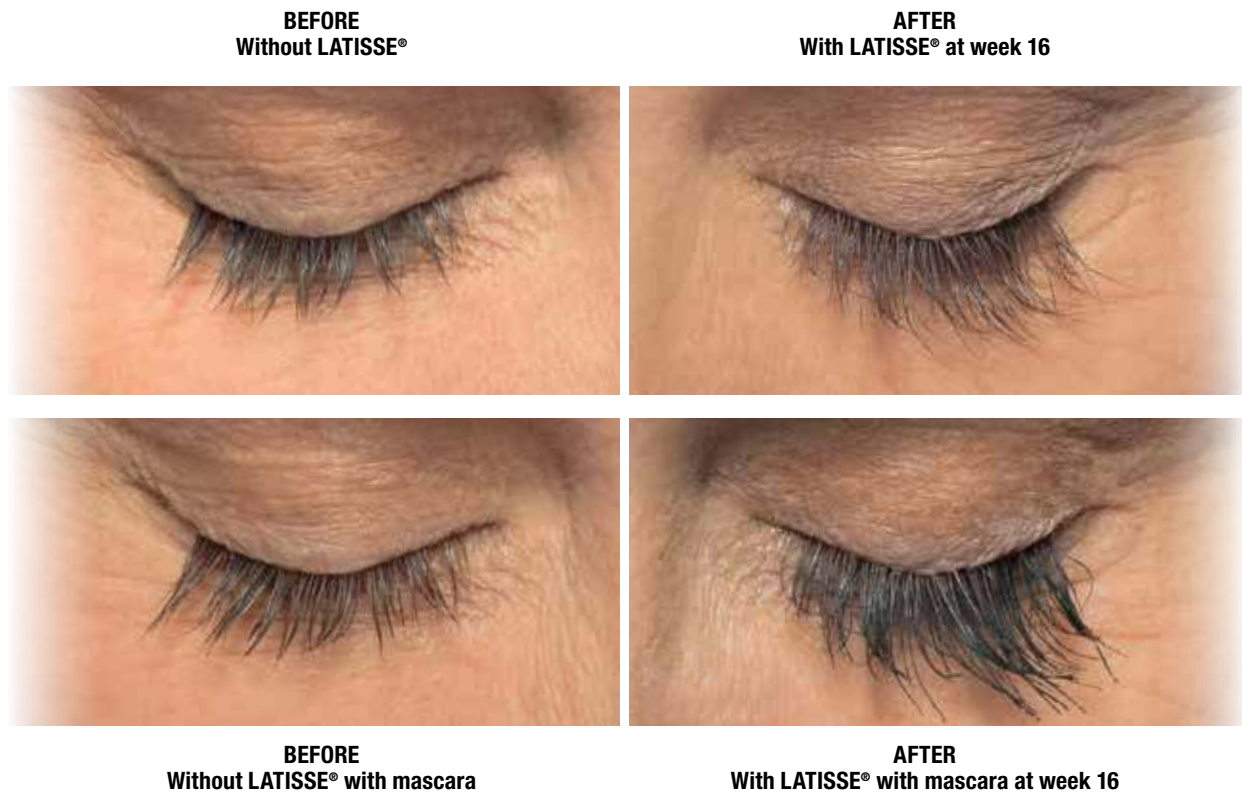 BEFORE
Without LATISSE®
AFTER
With LATISSE® at week 16
BEFORE
Without LATISSE® with mascara
AFTER
With LATISSE® with mascara at week 16